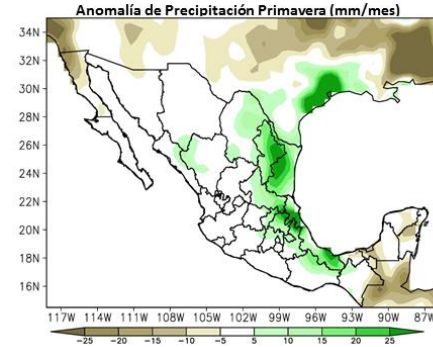 Anomalía de Precipitación Primavera (mm/mes)
34N
32N
30N
28N
26N
24N
22N
20N
18N
16N
117W 114W 111W 108W 105W 102W 99W 96W 93W 90W 87W
−25 −20 −15 −10 −5 5 10 15 20 25